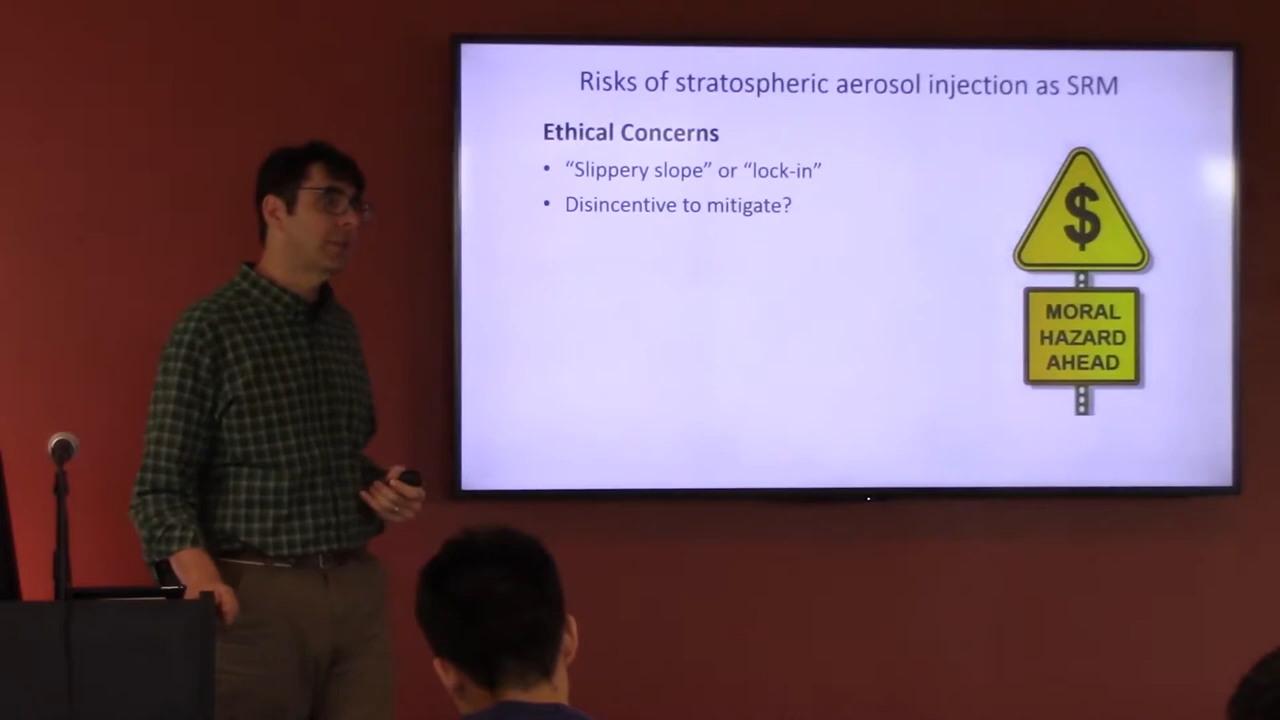 Risks of stratospheric aerosol injection as SRM
Ethical Concerns
• “Slippery slope” or “lock-in”
• Disincentive to mitigate?
$
MORAL
HAZARD
AHEAD